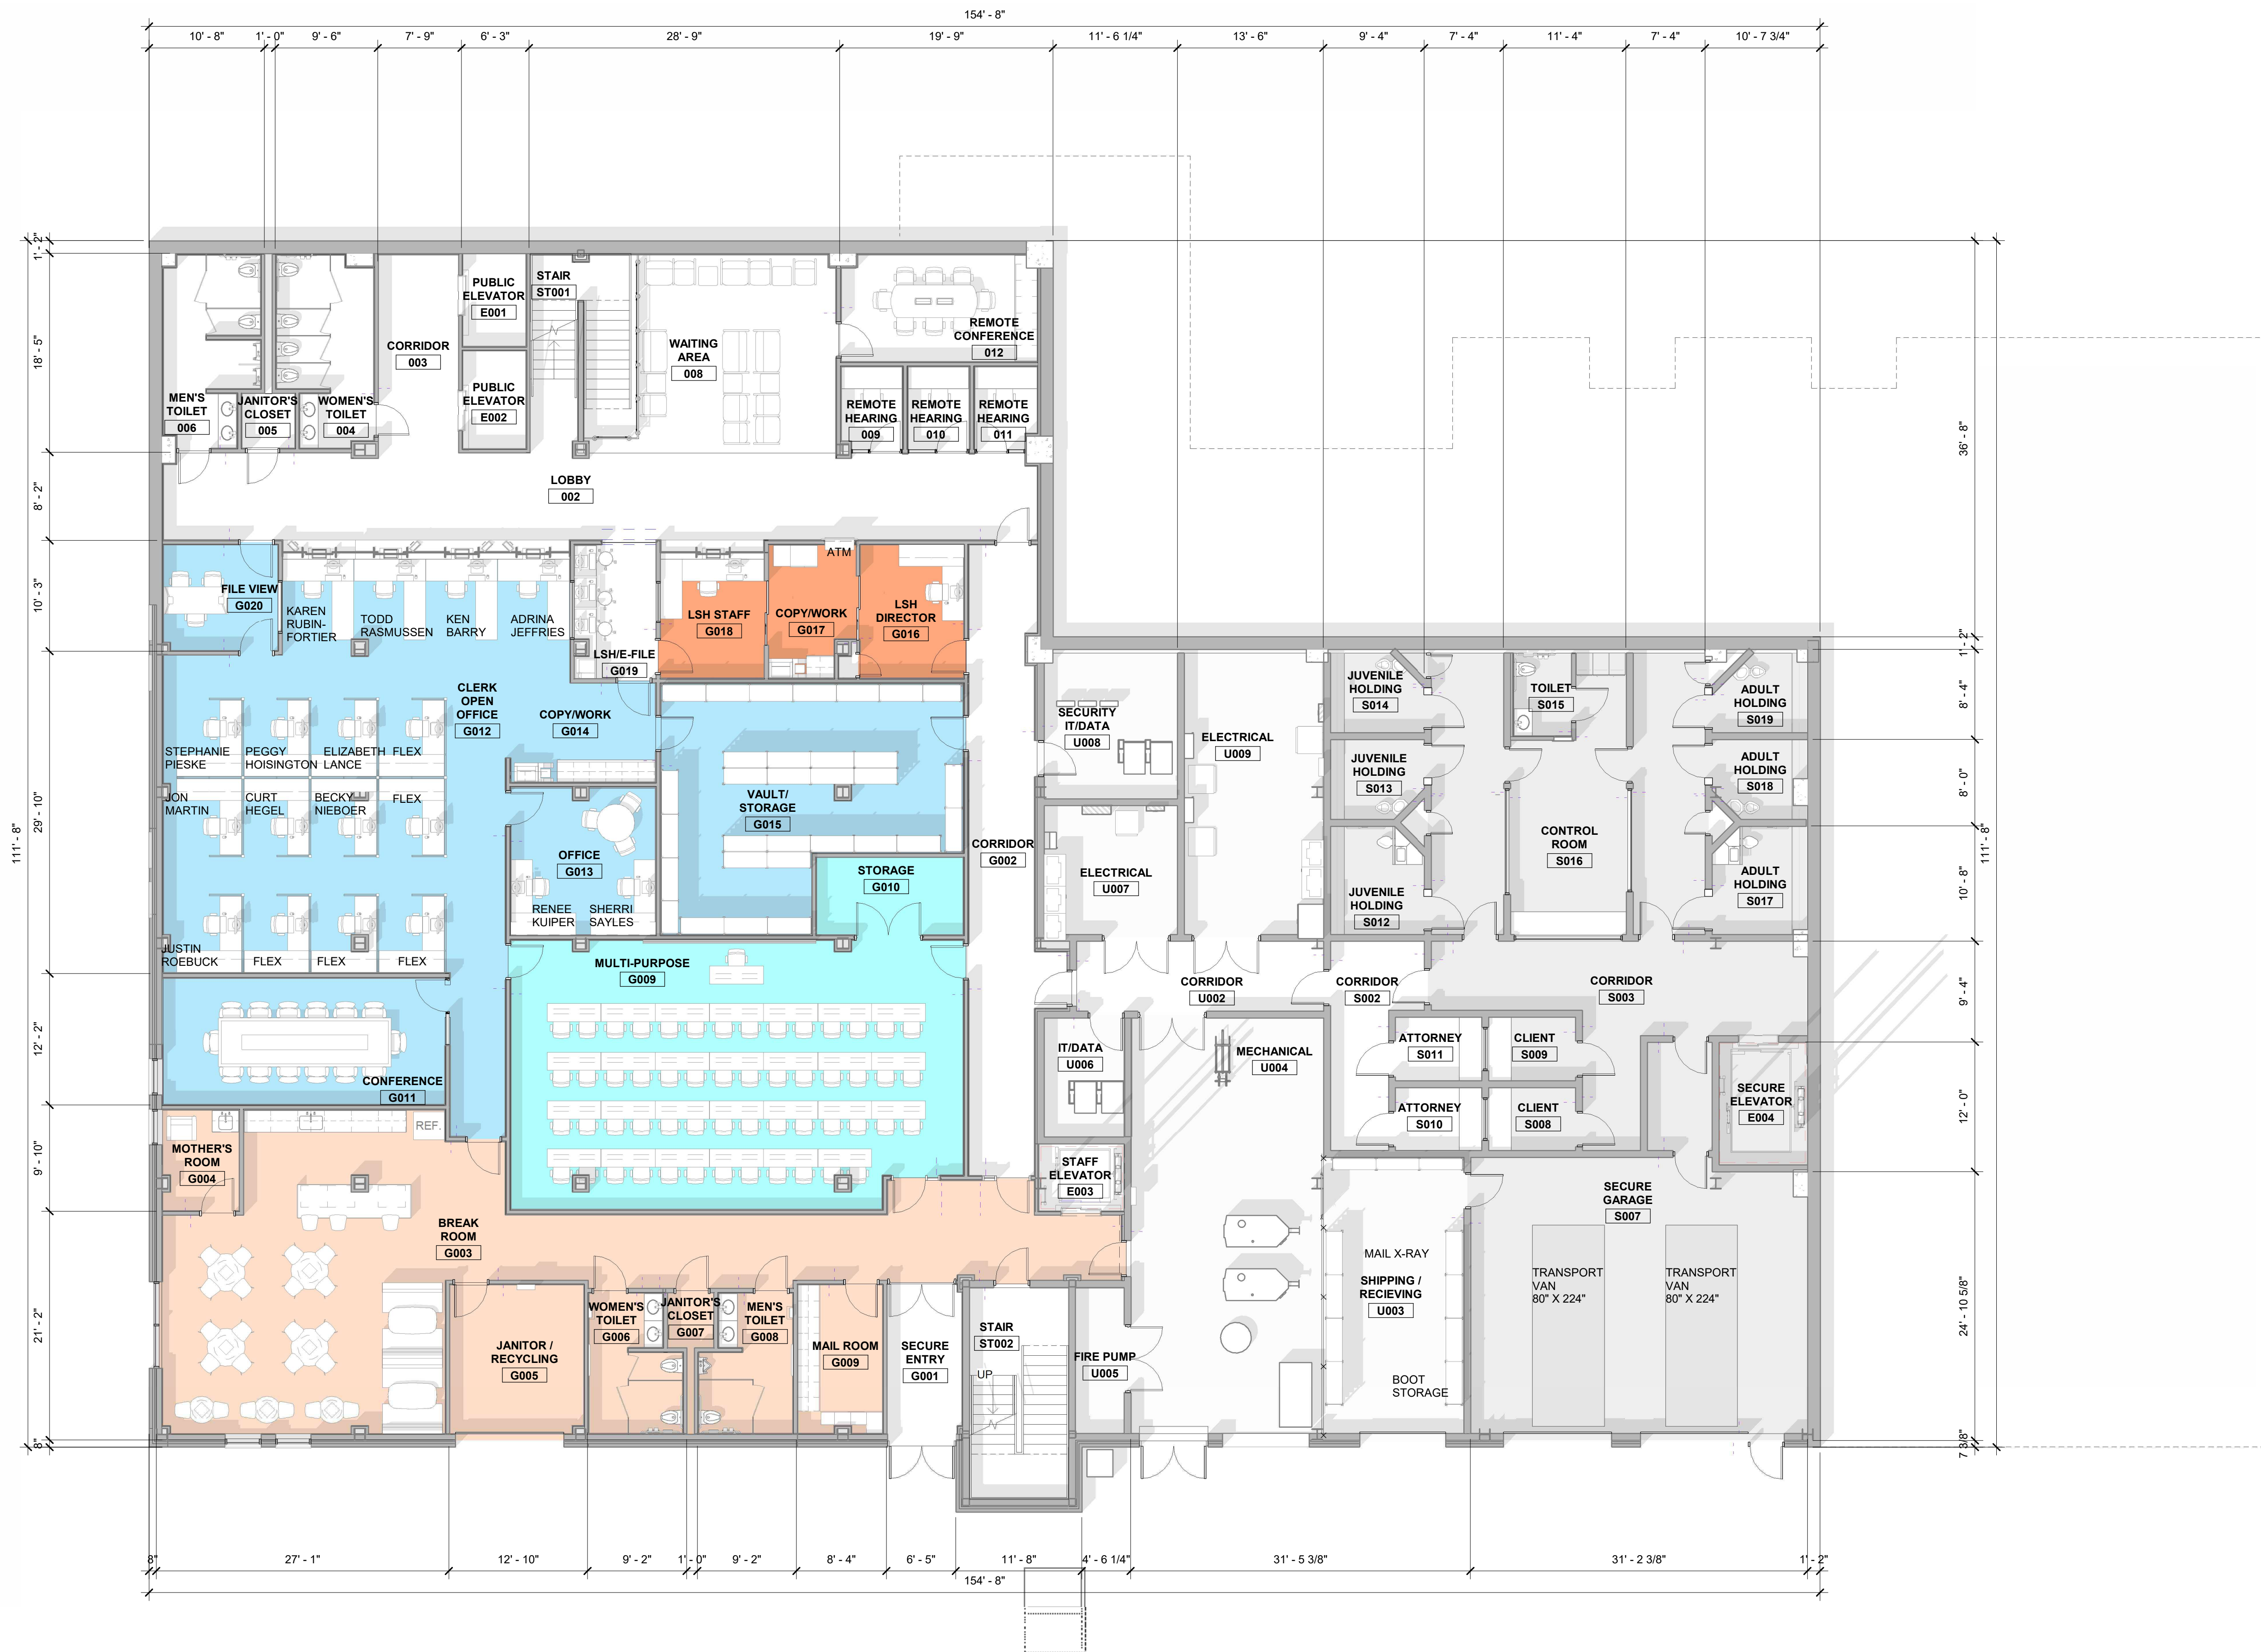 154' - 8"
10' - 8" 1' - 0" 9' - 6" 7' - 9" 6' - 3" 28' - 9" 19' - 9" 11' - 6 1/4" 13' - 6" 9' - 4" 7' - 4" 11' - 4" 7' - 4" 10' - 7 3/4"
1' - 2"
18' - 5"
8' - 2"
10' - 3"
29' - 10"
12' - 2"
9' - 10"
21' - 2"
8"
111' - 8"
MEN'S
TOILET
006
JANITOR'S
CLOSET
005
WOMEN'S
TOILET
004
CORRIDOR
003
PUBLIC
ELEVATOR
E001
PUBLIC
ELEVATOR
E002
STAIR
ST001
WAITING
AREA
008
REMOTE
CONFERENCE
012
REMOTE
HEARING
009
REMOTE
HEARING
010
REMOTE
HEARING
011
LOBBY
002
FILE VIEW
G020
KAREN
RUBIN-
FORTIER
TODD
RASMUSSEN
KEN
BARRY
ADRINA
JEFFRIES
LSH/E-FILE
G019
LSH STAFF
G018
ATM
COPY/WORK
G017
LSH
DIRECTOR
G016
CLERK
OPEN
OFFICE
G012
COPY/WORK
G014
STEPHANIE
PIESKE
PEGGY
HOISINGTON
ELIZABETH
LANCE
FLEX
JON
MARTIN
CURT
HEGEL
BECKY
NIEBOER
FLEX
JUSTIN
ROEBUCK
FLEX
FLEX
FLEX
VAULT/
STORAGE
G015
OFFICE
G013
RENEE
KUIPER
SHERRI
SAYLES
STORAGE
G010
CORRIDOR
G002
MULTI-PURPOSE
G009
CONFERENCE
G011
REF.
MOTHER'S
ROOM
G004
BREAK
ROOM
G003
JANITOR /
RECYCLING
G005
WOMEN'S
TOILET
G006
JANITOR'S
CLOSET
G007
MEN'S
TOILET
G008
MAIL ROOM
G009
SECURE
ENTRY
G001
STAIR
ST002
UP
FIRE PUMP
U005
STAFF
ELEVATOR
E003
IT/DATA
U006
MECHANICAL
U004
SECURITY
IT/DATA
U008
ELECTRICAL
U009
ELECTRICAL
U007
CORRIDOR
U002
CORRIDOR
S002
CORRIDOR
S003
JUVENILE
HOLDING
S014
JUVENILE
HOLDING
S013
JUVENILE
HOLDING
S012
TOILET
S015
CONTROL
ROOM
S016
ADULT
HOLDING
S019
ADULT
HOLDING
S018
ADULT
HOLDING
S017
ATTORNEY
S011
CLIENT
S009
ATTORNEY
S010
CLIENT
S008
SECURE
ELEVATOR
E004
SECURE
GARAGE
S007
MAIL X-RAY
SHIPPING /
RECIEVING
U003
BOOT
STORAGE
TRANSPORT
VAN
80" X 224"
TRANSPORT
VAN
80" X 224"
36' - 8"
1' - 2"
8' - 4"
8' - 0"
10' - 8"
9' - 4"
12' - 0"
24' - 10 5/8"
7 3/8"
111' - 8"
8" 27' - 1" 12' - 10" 9' - 2" 1' - 0" 9' - 2" 8' - 4" 6' - 5" 11' - 8" 4' - 6 1/4" 31' - 5 3/8" 31' - 2 3/8" 1' - 2"
154' - 8"